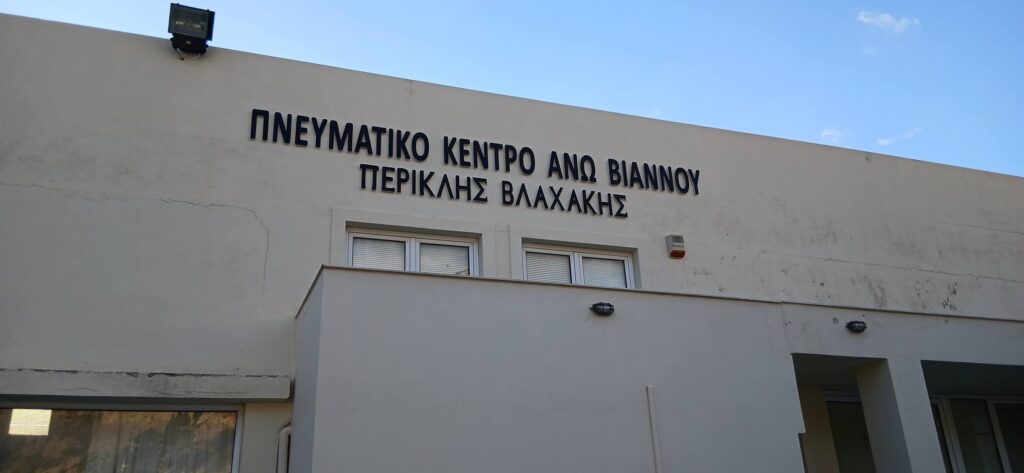 ΠΝΕΥΜΑΤΙΚΟ ΚΕΝΤΡΟ ΑΝΩ ΒΙΑΝΝΟΥ
ΠΕΡΙΚΛΗΣ ΒΛΑΧΑΚΗΣ